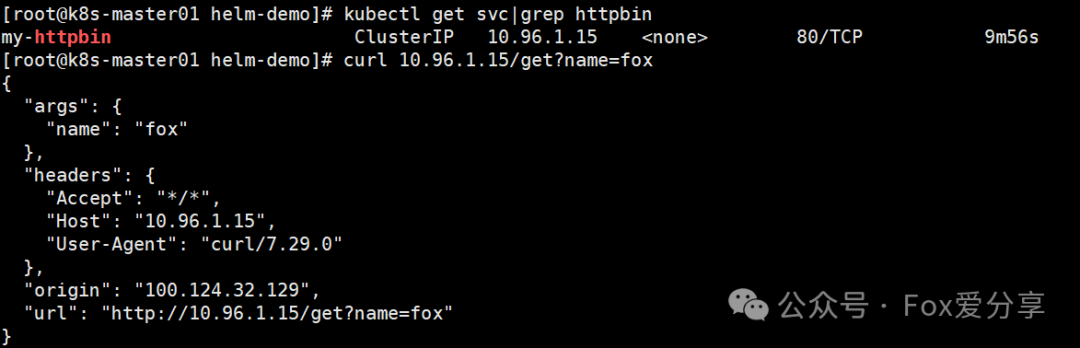 [root@k8s-master01 helm-demo]# kubectl get svc|grep httpbin
my-httpbin ClusterIP 10.96.1.15 <none> 80/TCP 9m56s
[root@k8s-master01 helm-demo]# curl 10.96.1.15/get?name=fox
{
  "args": {
    "name": "fox"
  },
  "headers": {
    "Accept": "*/*",
    "Host": "10.96.1.15",
    "User-Agent": "curl/7.29.0"
  },
  "origin": "100.124.32.129",
  "url": "http://10.96.1.15/get?name=fox"
}
公众号 · Fox爱分享